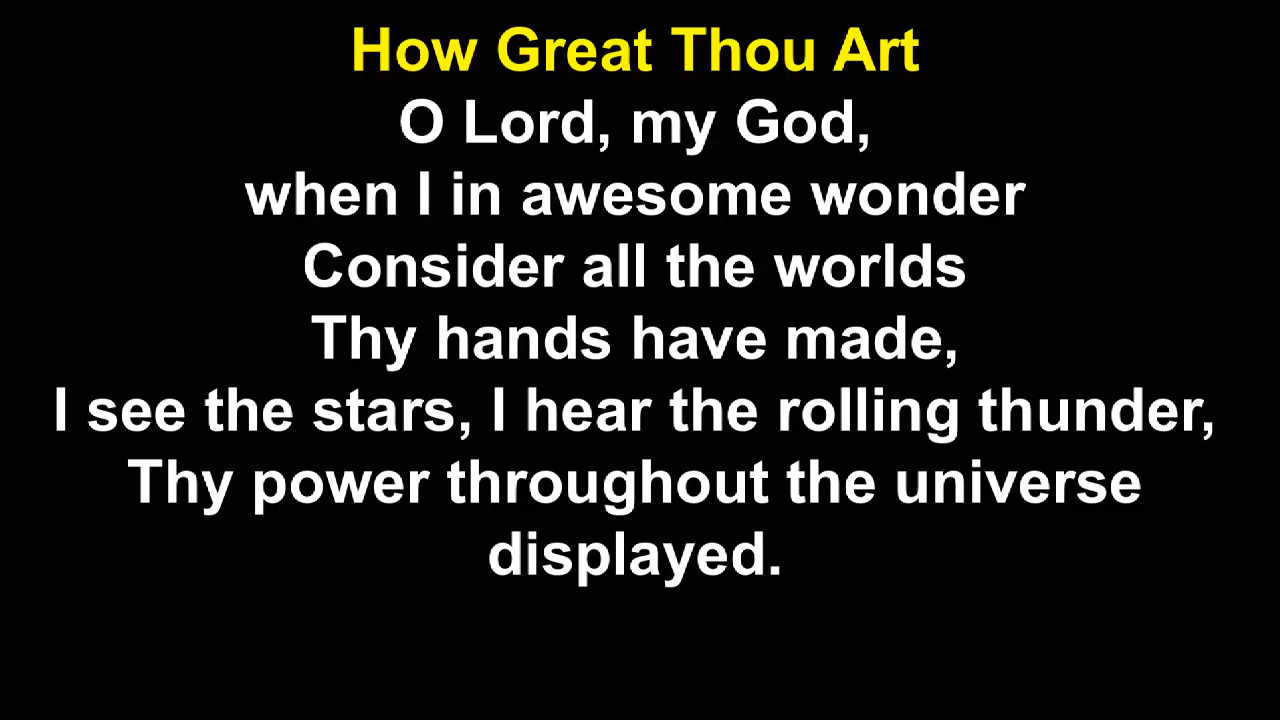 How Great Thou Art
O Lord, my God,
when I in awesome wonder
Consider all the worlds
Thy hands have made,
I see the stars, I hear the rolling thunder,
Thy power throughout the universe
displayed.